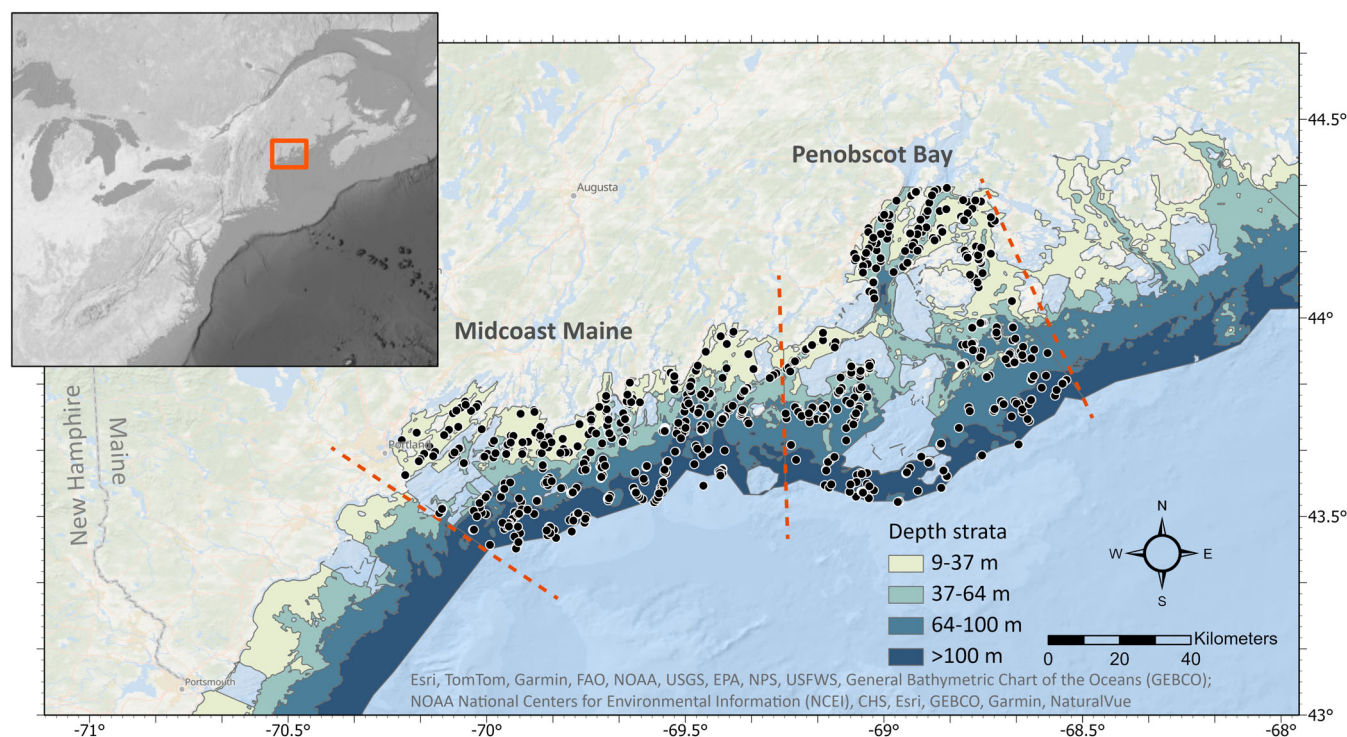 44.5°
Penobscot Bay
Augusta
44°
Midcoast Maine
New Hampshire
Maine
Portland
43.5°
N
W
E
S
Depth strata
9-37 m
37-64 m
64-100 m
>100 m
Kilometers
0 20 40
Portsmouth
Esri, TomTom, Garmin, FAO, NOAA, USGS, EPA, NPS, USFWS, General Bathymetric Chart of the Oceans (GEBCO);
NOAA National Centers for Environmental Information (NCEI), CHS, Esri, GEBCO, Garmin, NaturalVue
43°
-71° -70.5° -70° -69.5° -69° -68.5° -68°